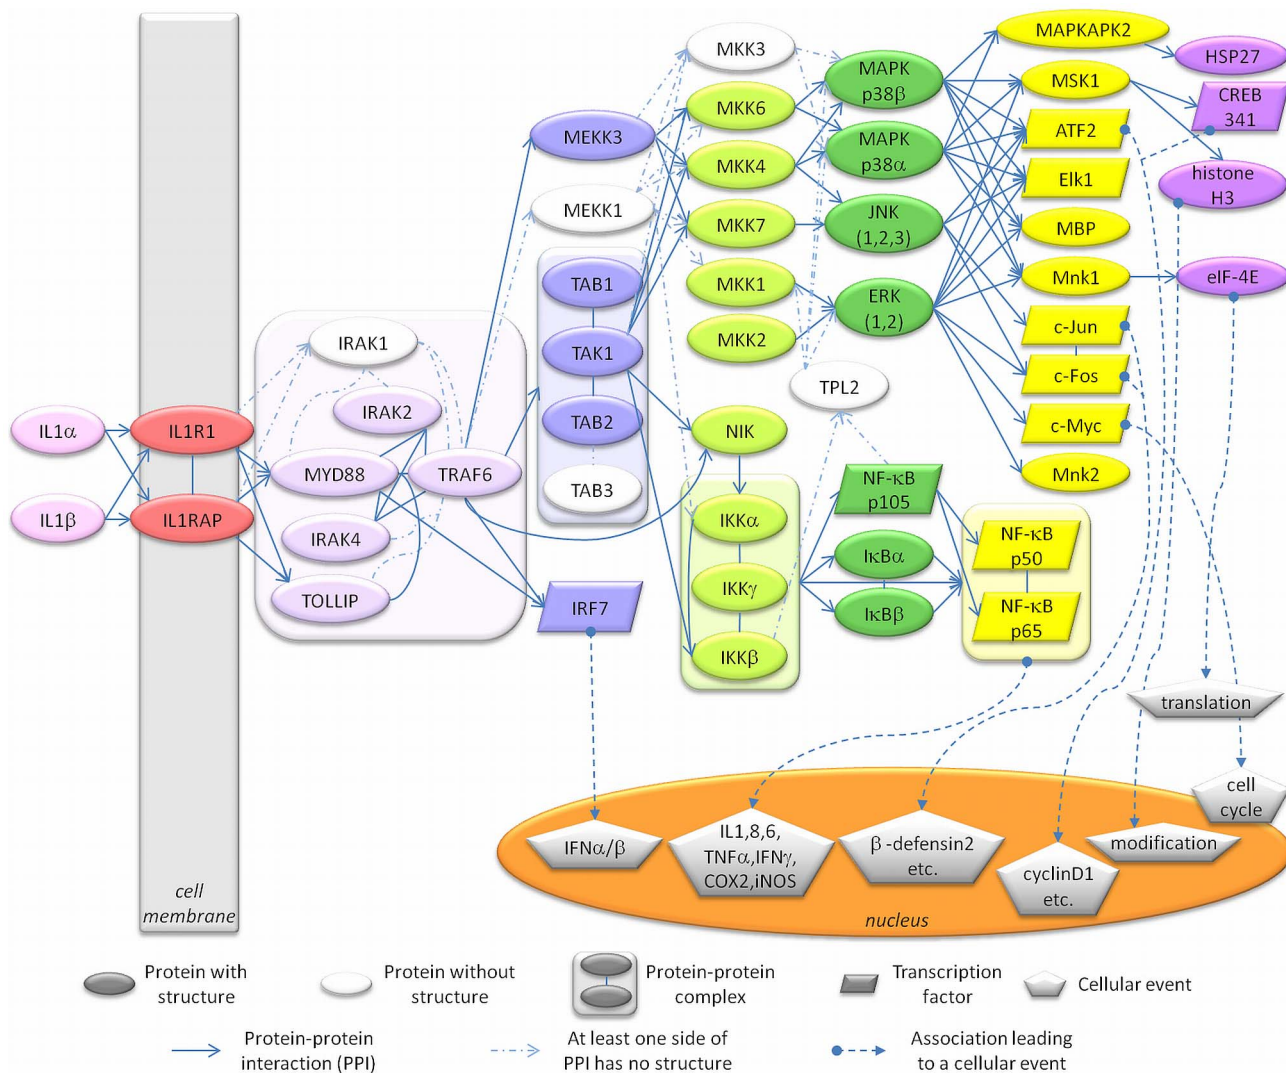 MAPKAPK2
MKK3
HSP27
MAPK
p38β
MSK1
CREB
341
MKK6
MEKK3
ATF2
MAPK
p38α
MKK4
Elk1
histone
H3
MEKK1
MKK7
JNK
(1,2,3)
MBP
TAB1
MKK1
Mnk1
eIF-4E
ERK
(1,2)
c-Jun
IRAK1
TAK1
MKK2
c-Fos
TPL2
IRAK2
IL1α
IL1R1
TAB2
NIK
c-Myc
MYD88
TRAF6
Mnk2
TAB3
NF-κB
p105
IL1β
IL1RAP
IKKα
IRAK4
NF-κB
p50
IκBα
IKKγ
TOLLIP
IRF7
IκBβ
NF-κB
p65
IKKβ
translation
cell
cycle
IFNα/β
IL1,8,6,
TNFα,IFNγ,
COX2,iNOS
β-defensin2
etc.
modification
cyclinD1
etc.
cell
membrane
nucleus
Protein with
structure
Protein without
structure
Protein-protein
complex
Transcription
factor
Cellular event
Protein-protein
interaction (PPI)
At least one side of
PPI has no structure
Association leading
to a cellular event